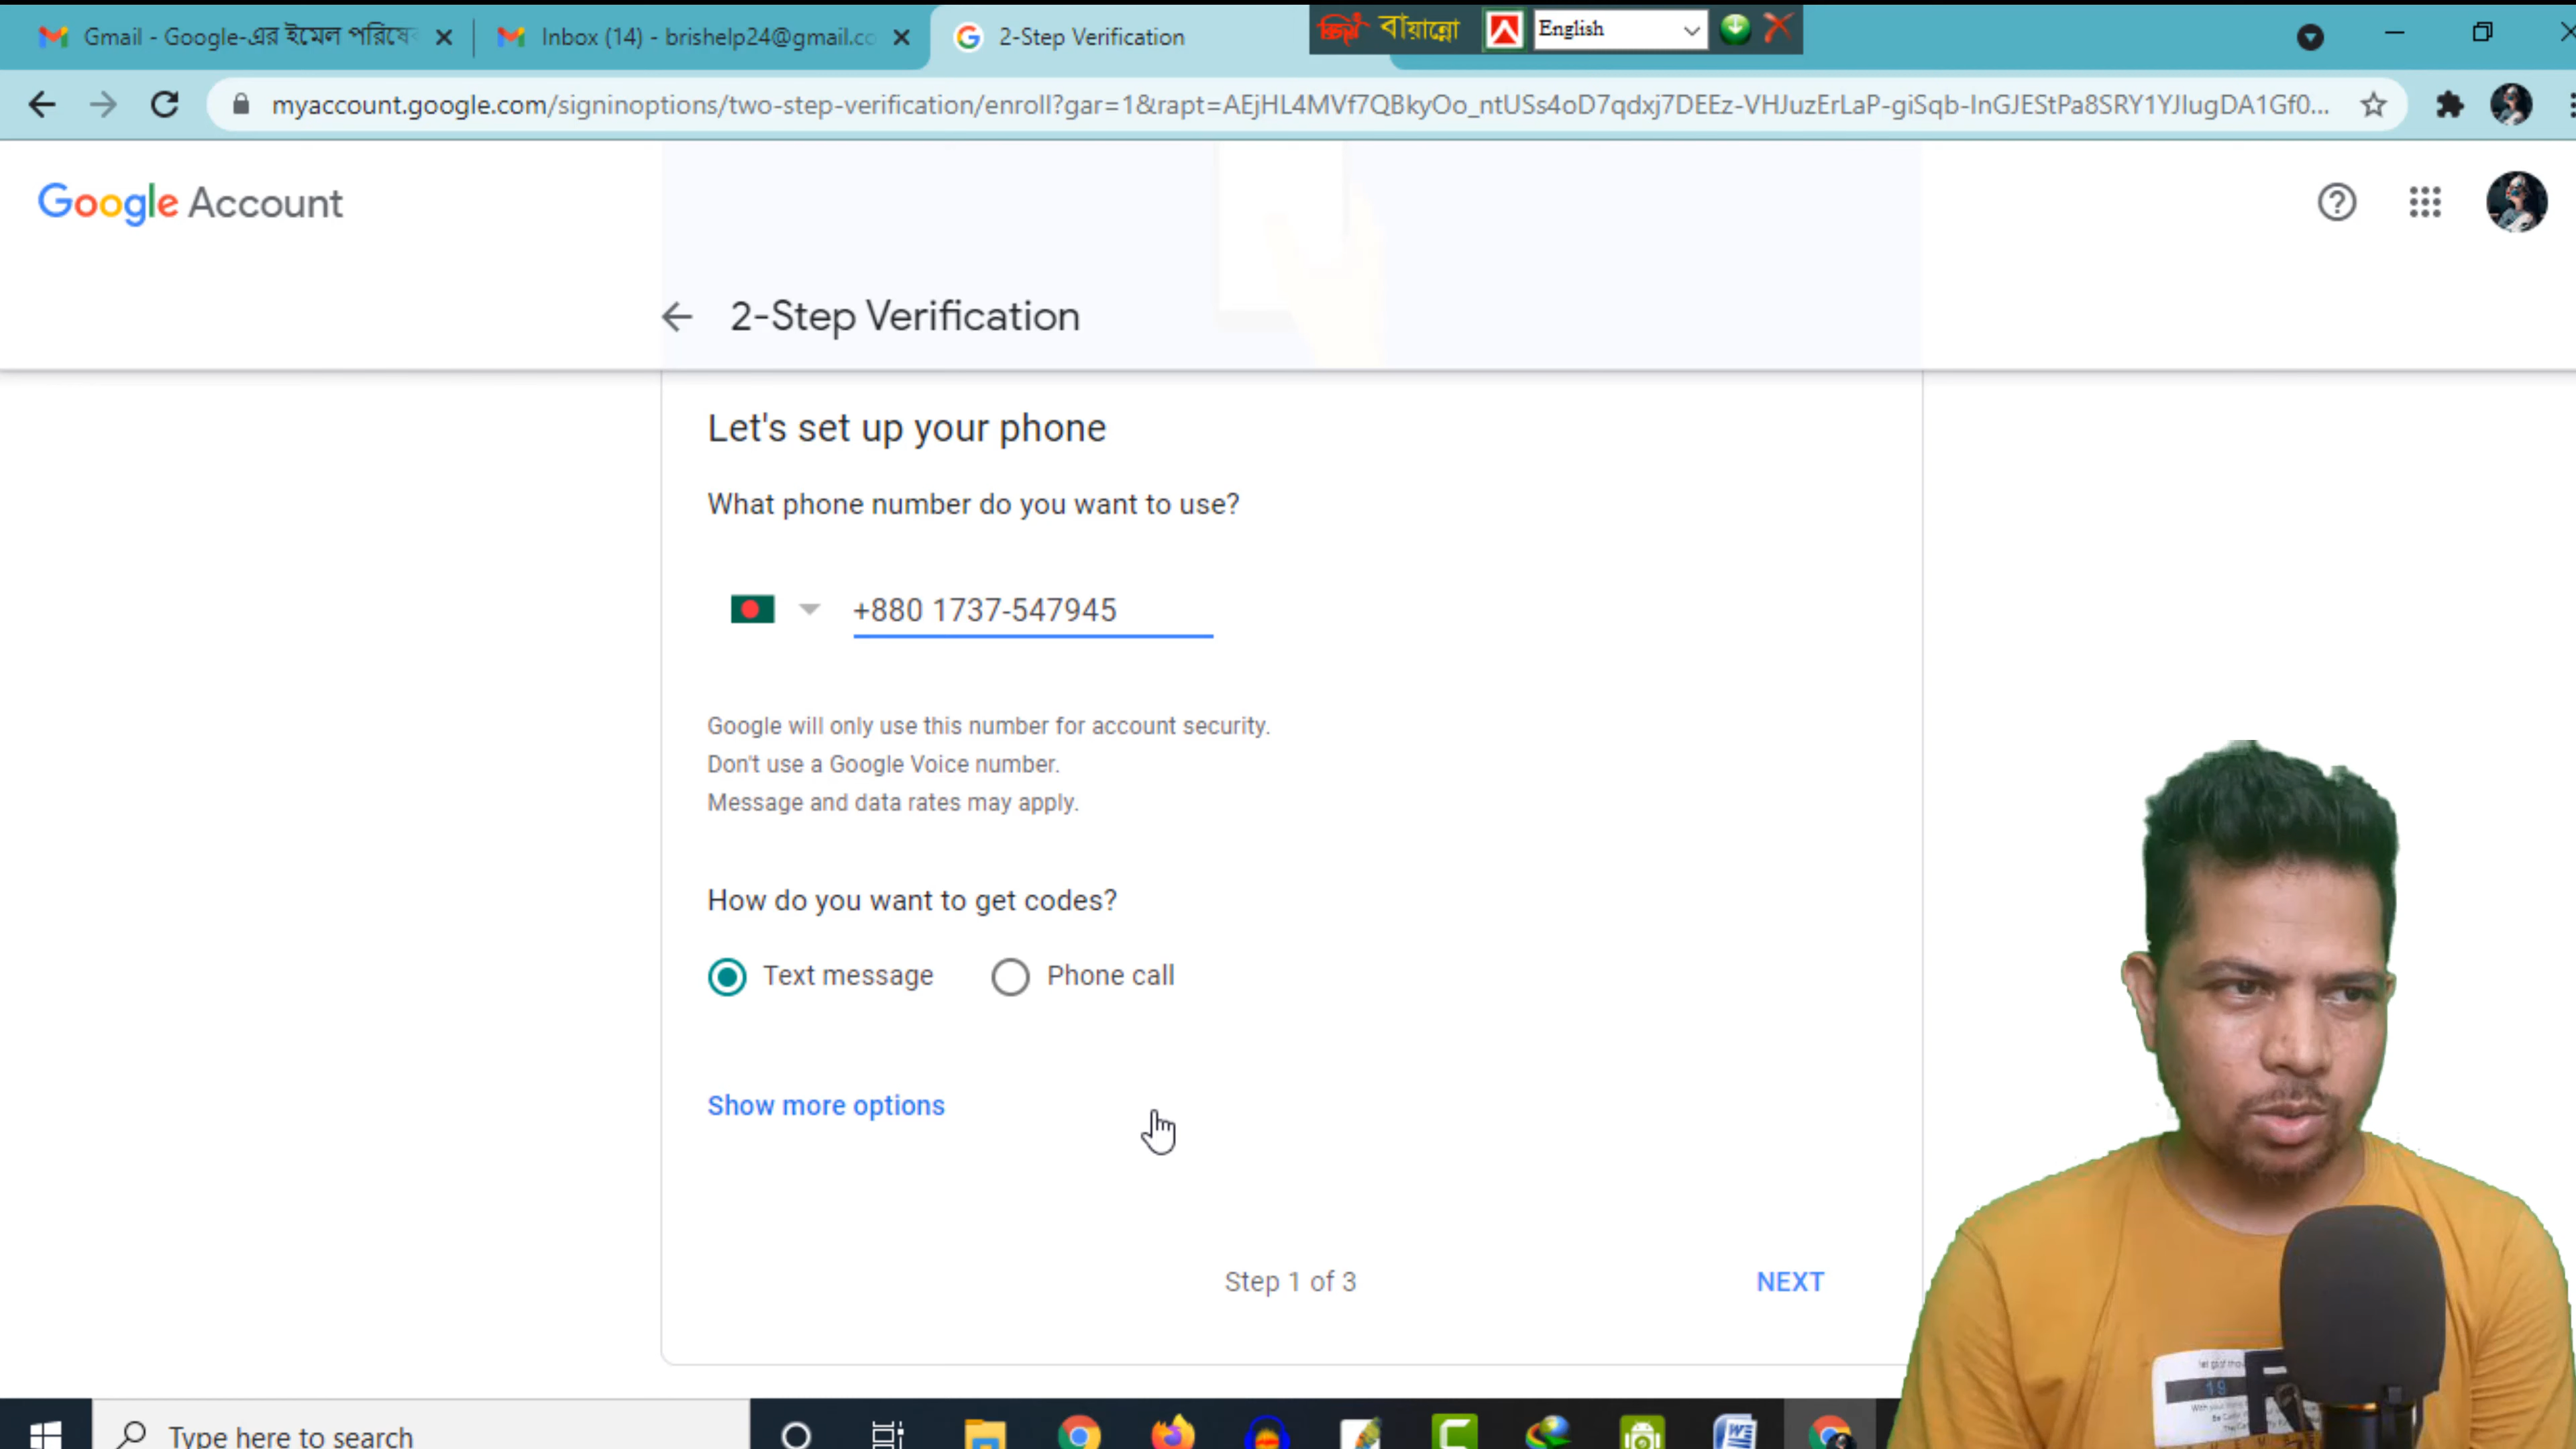 Gmail - Google-এর ইমেল পরিষে
Inbox (14) - brishelp24@gmail.co
2-Step Verification
বায়ান্নো
English
myaccount.google.com/signinoptions/two-step-verification/enroll?gar=1&rapt=AEjHL4MVf7QBkyOo_ntUSs4oD7qdxj7DEEz-VHJuzErLaP-giSqb-InGJEStPa8SRY1YJIugDA1Gf0...
Google Account
2-Step Verification
Let's set up your phone
What phone number do you want to use?
+880 1737-547945
Google will only use this number for account security.
Don't use a Google Voice number.
Message and data rates may apply.
How do you want to get codes?
Text message
Phone call
Show more options
Step 1 of 3
NEXT
Type here to search
19